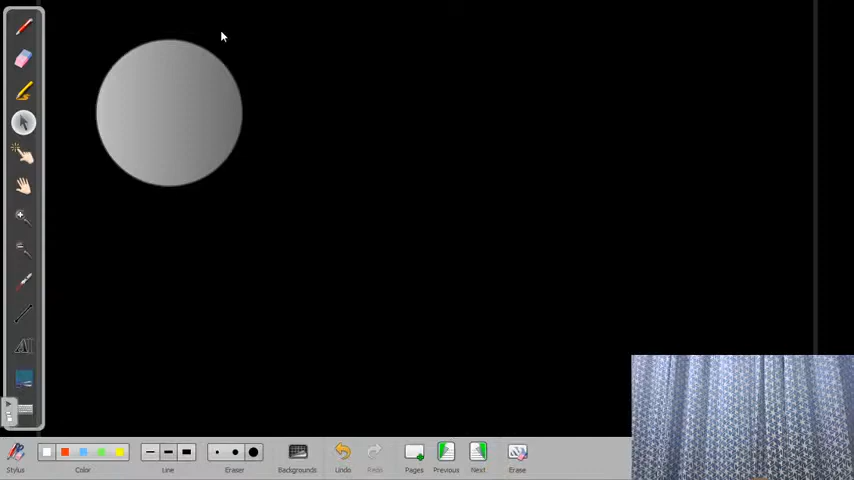 Stylus
Color
Line
Eraser
Backgrounds
Undo
Redo
Pages
Previous
Next
Erase